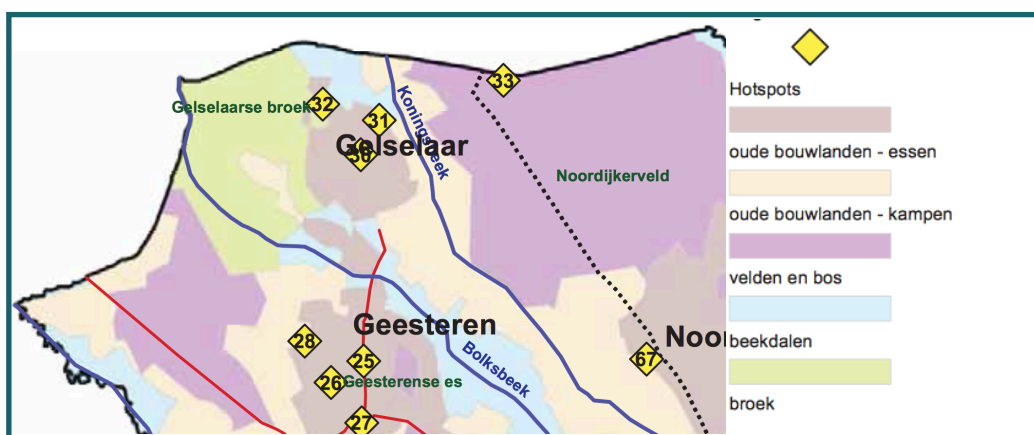 33
32
Gelselaarse broek
31
Koningsbeek
Gelselaar
30
Noordijkerveld
Geesteren
28
25
Bolksbeek
26
Geesterense es
27
Noor
67
Hotspots
oude bouwlanden - essen
oude bouwlanden - kampen
velden en bos
beekdalen
broek